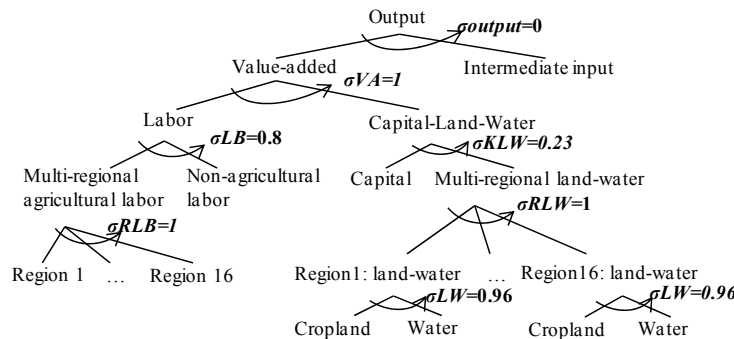 Output
σoutput=0
Value-added
Intermediate input
σVA=1
Labor
Capital-Land-Water
σLB=0.8
σKLW=0.23
Multi-regional agricultural labor
Non-agricultural labor
Capital
Multi-regional land-water
σRLB=1
σRLW=1
Region 1
...
Region 16
Region1: land-water
...
Region16: land-water
σLW=0.96
σLW=0.96
Cropland
Water
Cropland
Water